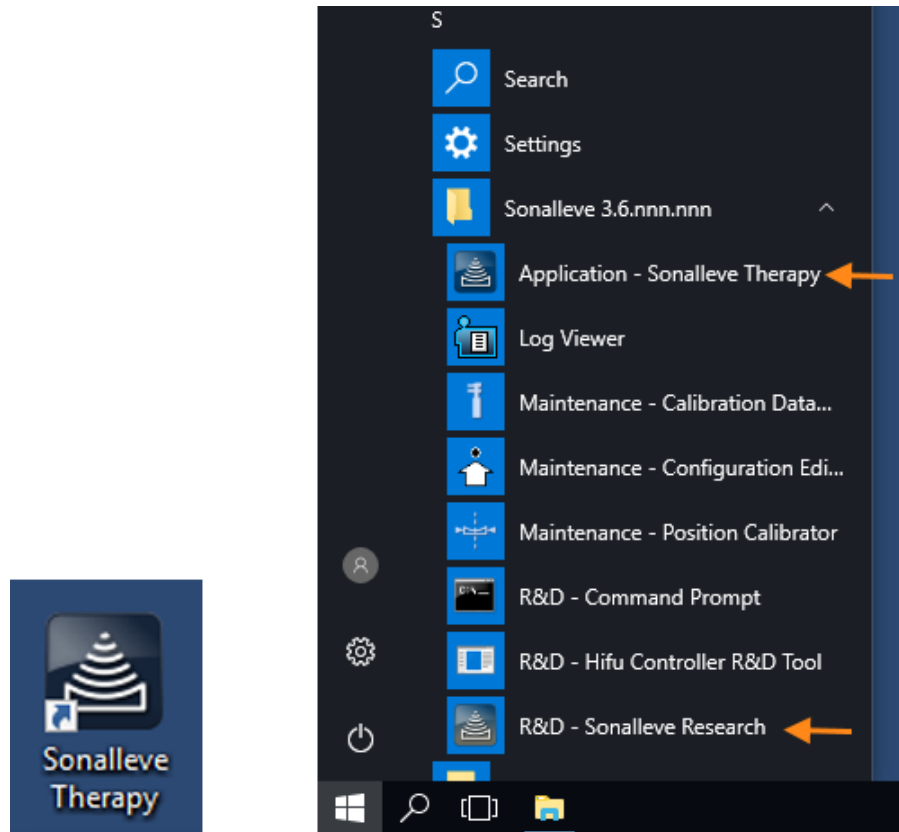 S
Search
Settings
Sonalleve 3.6.nnn.nnn
Application - Sonalleve Therapy
Log Viewer
Maintenance - Calibration Data...
Maintenance - Configuration Edi...
Maintenance - Position Calibrator
R&D - Command Prompt
R&D - Hifu Controller R&D Tool
R&D - Sonalleve Research
Sonalleve
Therapy